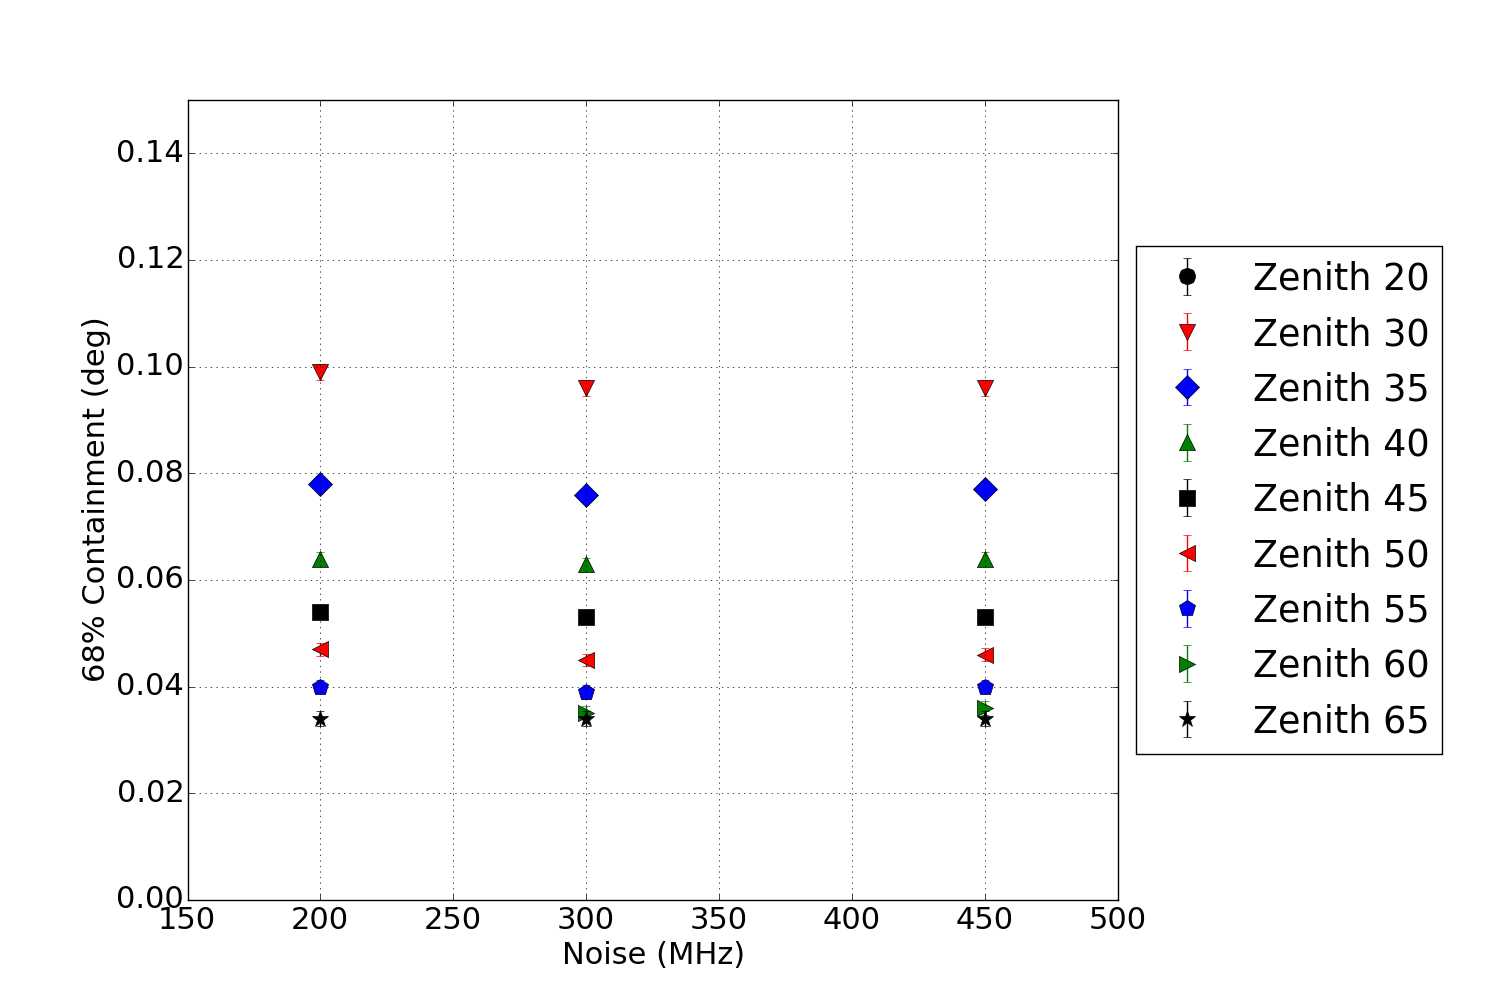 0.14
0.12
0.10
0.08
0.06
0.04
0.02
0.00
68% Containment (deg)
150 200 250 300 350 400 450 500
Noise (MHz)
Zenith 20
Zenith 30
Zenith 35
Zenith 40
Zenith 45
Zenith 50
Zenith 55
Zenith 60
Zenith 65